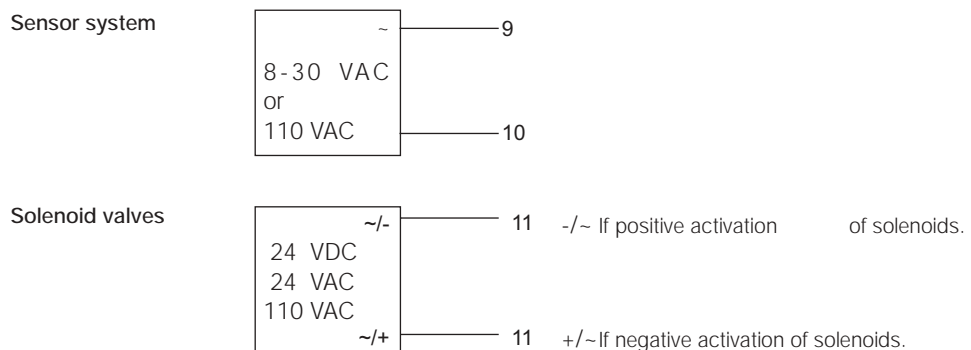 Sensor system
~ 9
8-30 VAC
or
110 VAC 10
Solenoid valves
~/- 11 -/~ If positive activation of solenoids.
24 VDC
24 VAC
110 VAC
~/+ 11 +/~If negative activation of solenoids.